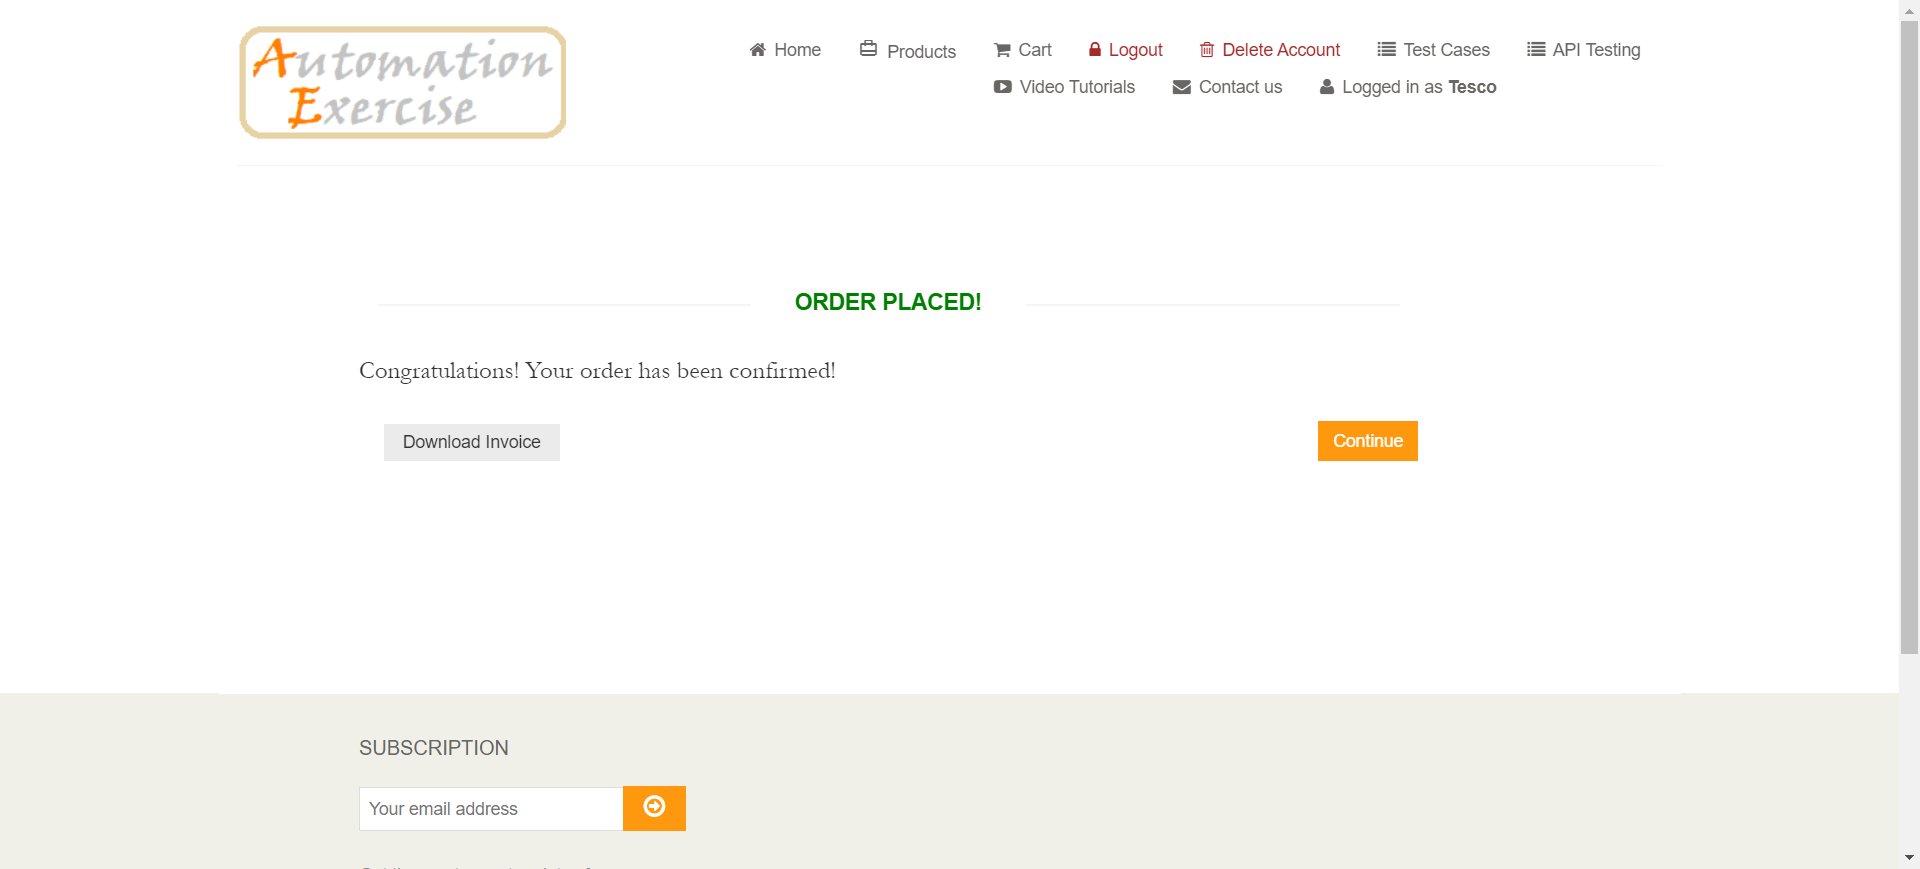 Automation
Exercise
Home Products Cart Logout Delete Account Test Cases API Testing
Video Tutorials Contact us Logged in as Tesco
ORDER PLACED!
Congratulations! Your order has been confirmed!
Download Invoice Continue
SUBSCRIPTION
Your email address